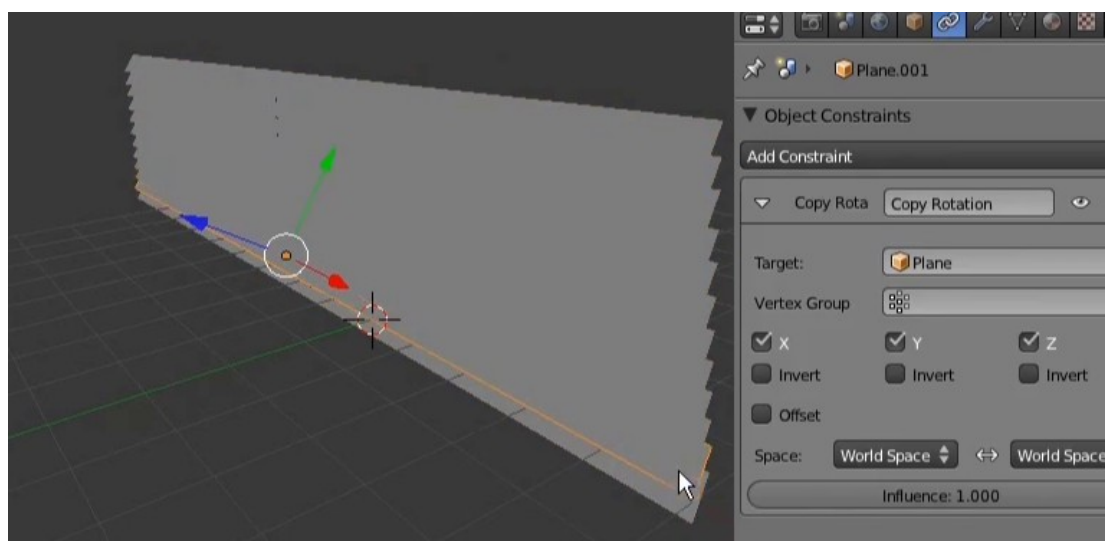 Plane.001
Object Constraints
Add Constraint
Copy Rota Copy Rotation
Target: Plane
Vertex Group
X Y Z
Invert Invert Invert
Offset
Space: World Space World Space
Influence: 1.000